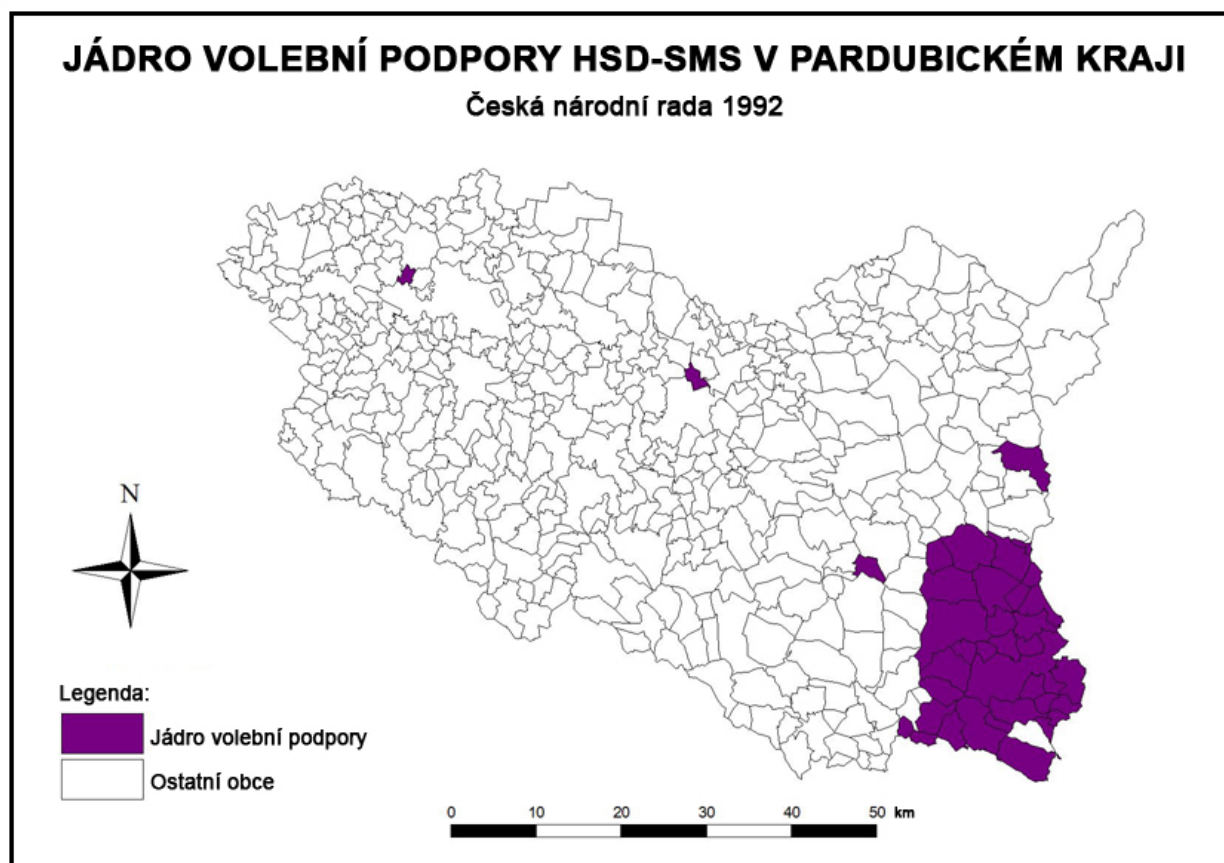 JÁDRO VOLEBNÍ PODPORY HSD-SMS V PARDUBICKÉM KRAJI
Česká národní rada 1992
N
Legenda:
Jádro volební podpory
Ostatní obce
0 10 20 30 40 50 km